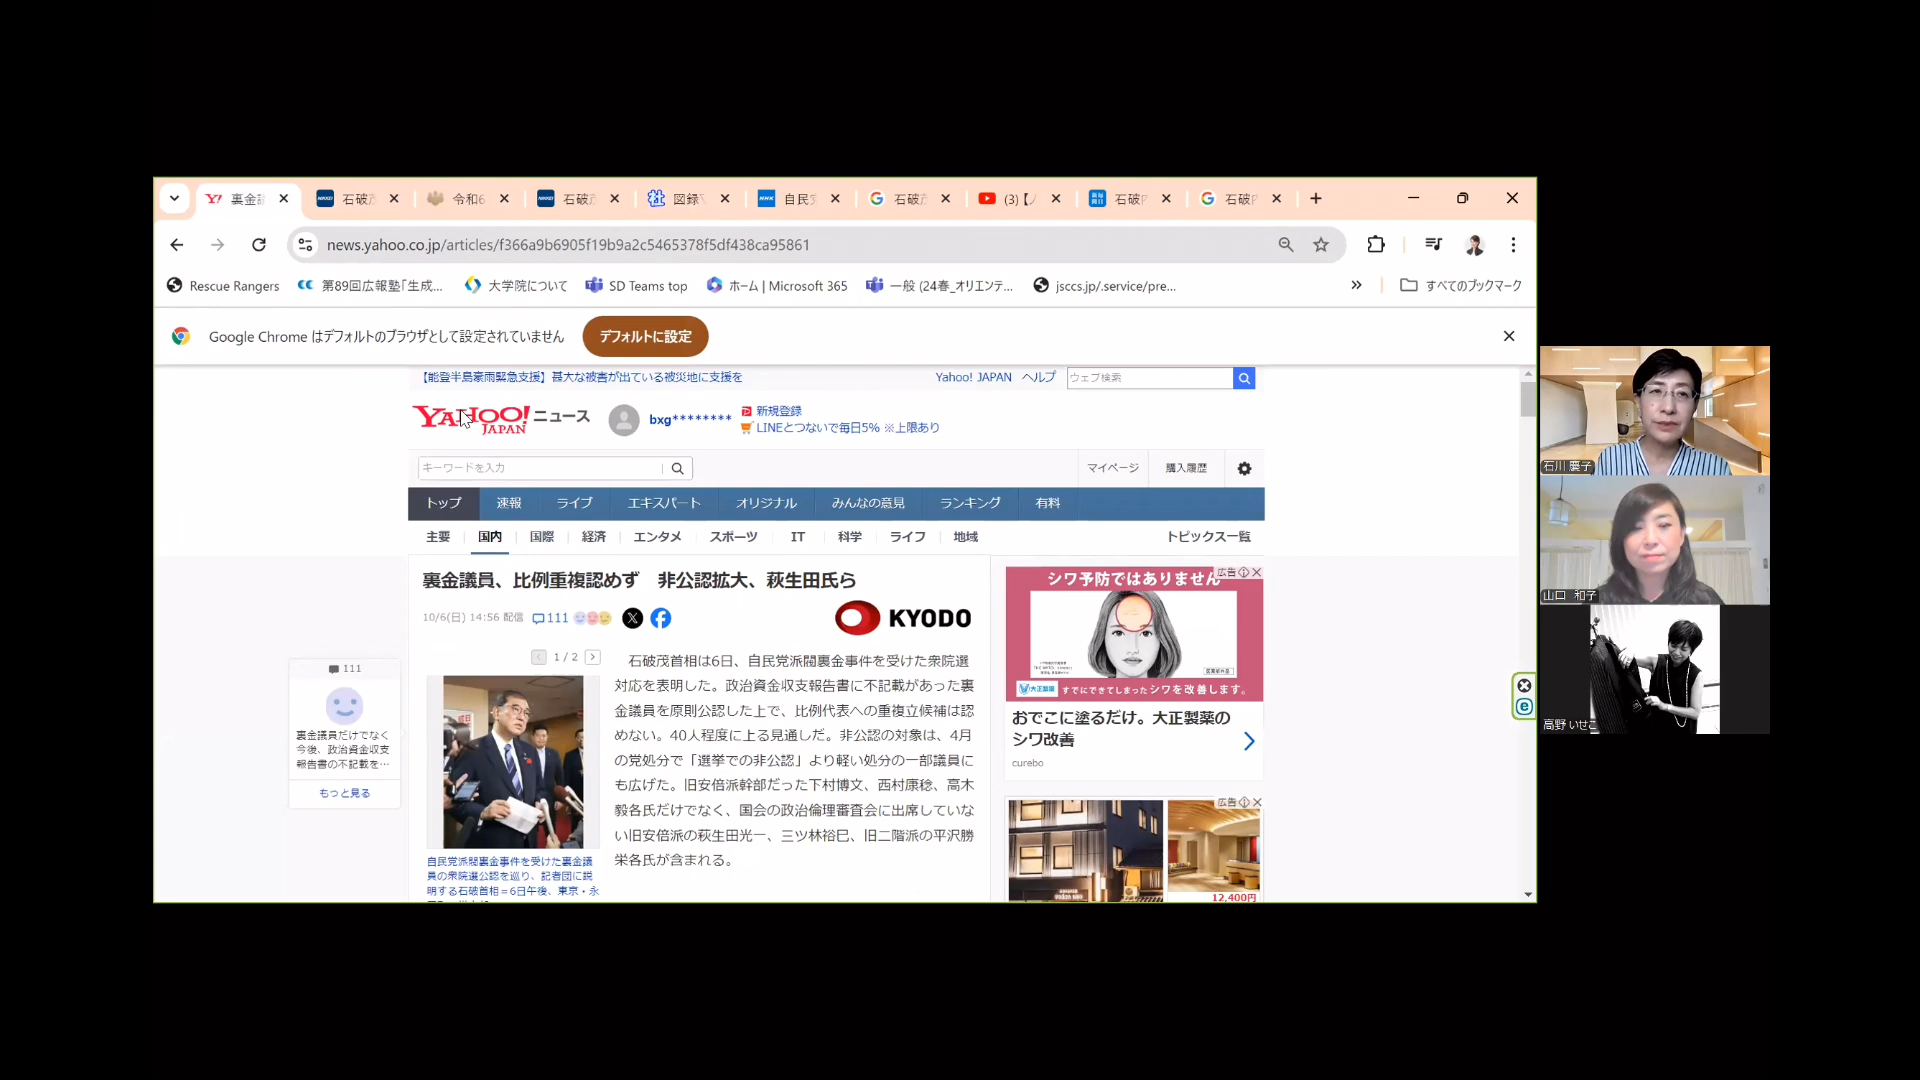 裏金議
石破茂
令和6
石破茂
図録▽
自民党
石破茂
(3)【ノ
石破P
石破P
news.yahoo.co.jp/articles/f366a9b6905f19b9a2c5465378f5df438ca95861
Rescue Rangers
第89回広報塾「生成...
大学院について
SD Teams top
ホーム | Microsoft 365
一般 (24春_オリエンテ...
jsccs.jp/.service/pre...
すべてのブックマーク
Google Chrome はデフォルトのブラウザとして設定されていません
デフォルトに設定
【能登半島豪雨緊急支援】甚大な被害が出ている被災地に支援を
Yahoo! JAPAN ヘルプ
ウェブ検索
YAHOO! JAPAN ニュース
bxg********
新規登録
LINEとつないで毎日5% ※上限あり
キーワードを入力
マイページ
購入履歴
トップ 速報 ライブ エキスパート オリジナル みんなの意見 ランキング 有料
主要 国内 国際 経済 エンタメ スポーツ IT 科学 ライフ 地域
トピックス一覧
裏金議員、比例重複認めず 非公認拡大、萩生田氏ら
10/6(日) 14:56 配信 111
KYODO
1 / 2
石破茂首相は6日、自民党派閥裏金事件を受けた衆院選
対応を表明した。政治資金収支報告書に不記載があった裏
金議員を原則公認した上で、比例代表への重複立候補は認
めない。40人程度に上る見通しだ。非公認の対象は、4月
の党処分で「選挙での非公認」より軽い処分の一部議員に
も広げた。旧安倍派幹部だった下村博文、西村康稔、高木
毅各氏だけでなく、国会の政治倫理審査会に出席していな
い旧安倍派の萩生田光一、三ツ林裕巳、旧二階派の平沢勝
栄各氏が含まれる。
自民党派閥裏金事件を受けた裏金議
員の衆院選公認を巡り、記者団に説
明する石破首相=6日午後、東京・永
111
裏金議員だけでなく
今後、政治資金収支
報告書の不記載を…
もっと見る
広告
シワ予防ではありません
大正製薬
すでにできてしまったシワを改善します。
おでこに塗るだけ。大正製薬の
シワ改善
curebo
広告
12,400円
石川 慶子
山口 和子
高野 いせこ